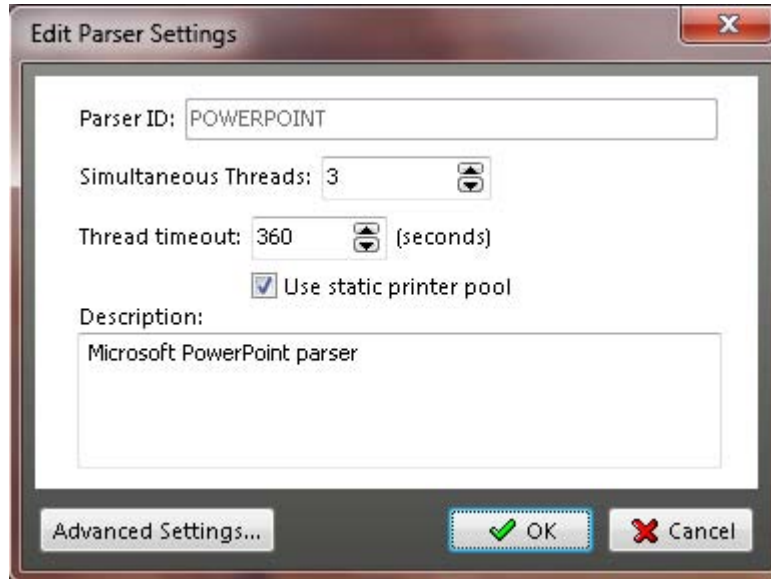 Edit Parser Settings
Parser ID: POWERPOINT
Simultaneous Threads: 3
Thread timeout: 360 (seconds)
Use static printer pool
Description:
Microsoft PowerPoint parser
Advanced Settings... OK Cancel